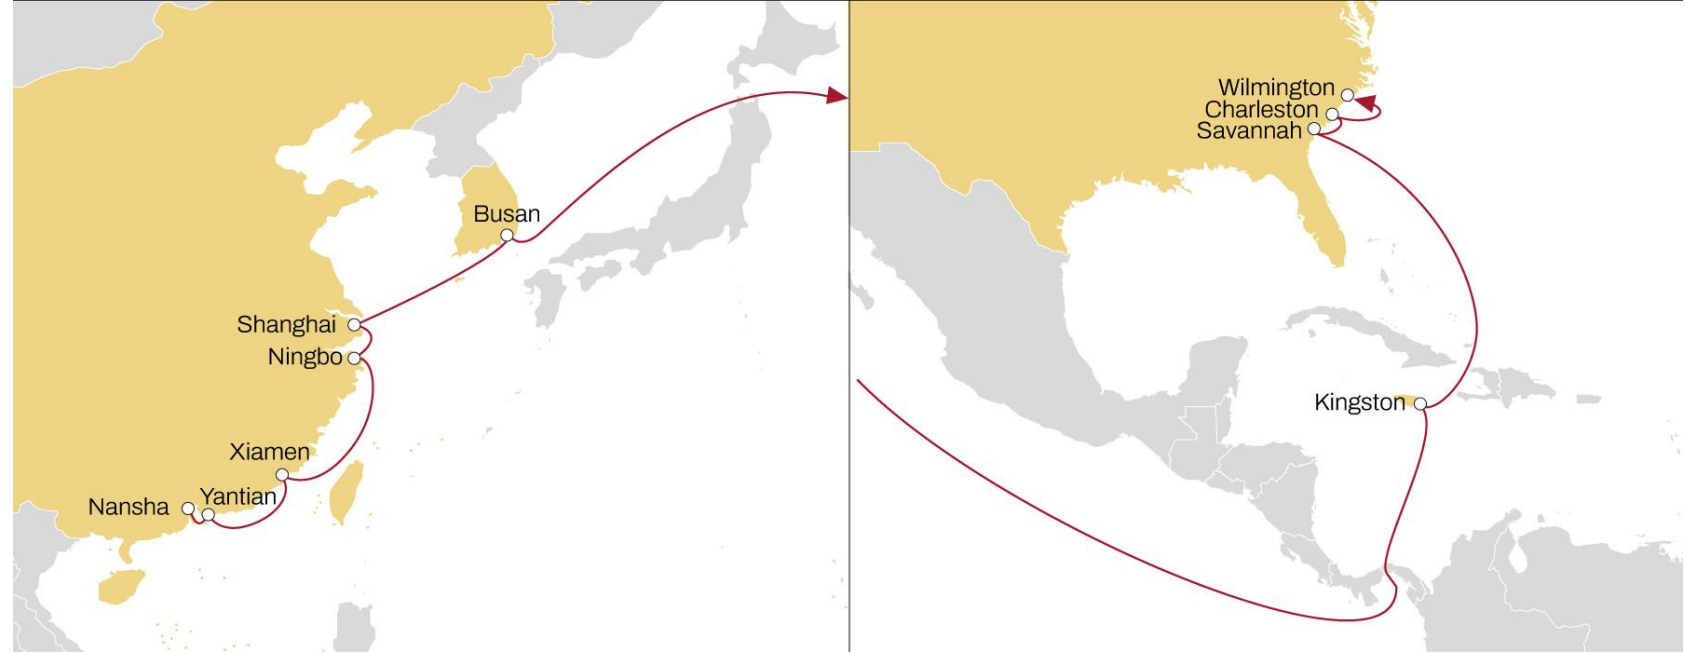 Busan
Shanghai
Ningbo
Xiamen
Yantian
Nansha
Wilmington
Charleston
Savannah
Kingston